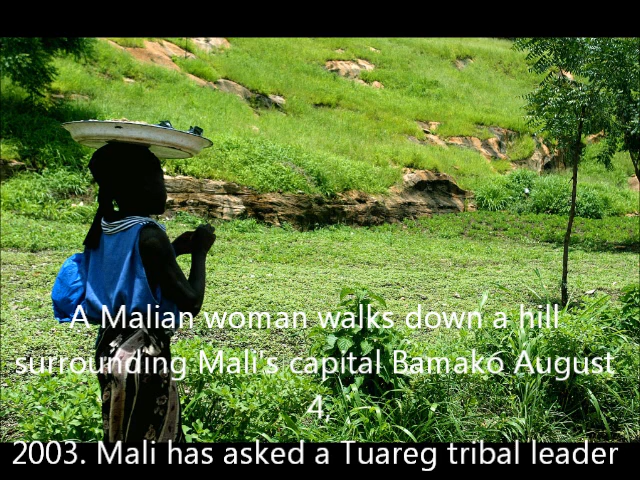 A Malian woman walks down a hill
surrounding Mali's capital Bamako August
4,
2003. Mali has asked a Tuareg tribal leader